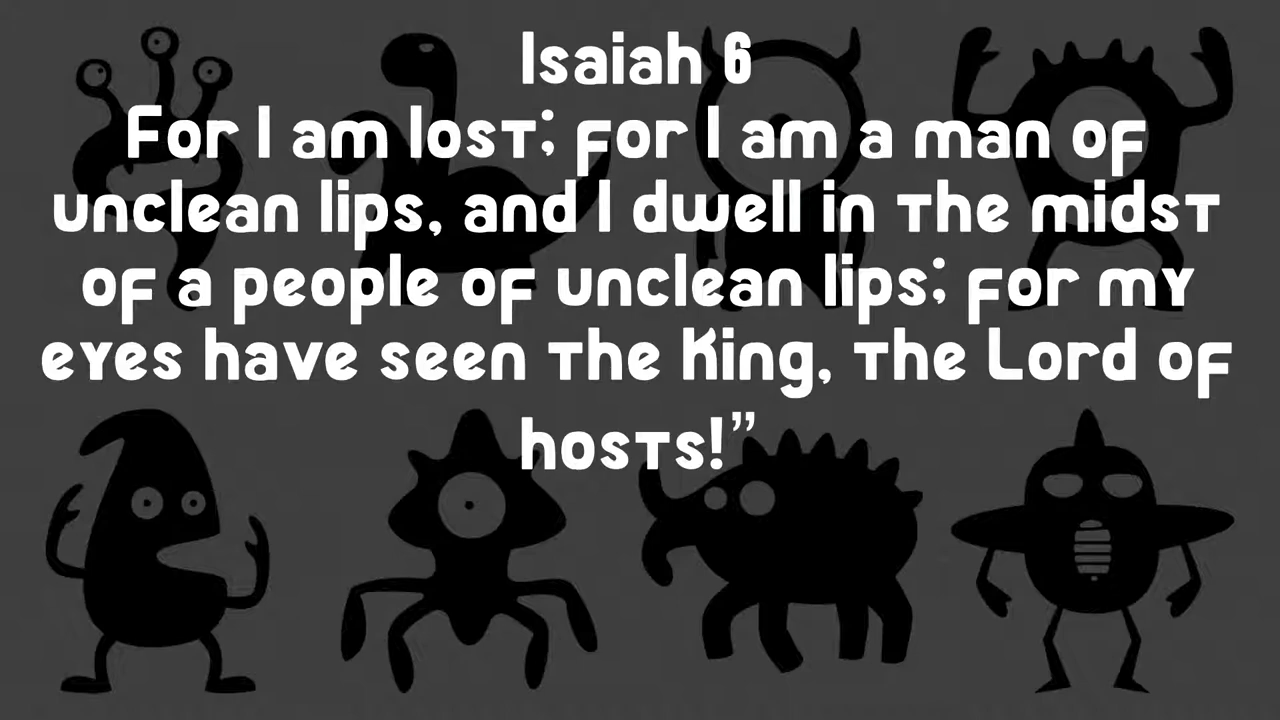 Isaiah 6
For I am lost; for I am a man of
unclean lips, and I dwell in the midst
of a people of unclean lips; for my
eyes have seen the King, the Lord of
hosts!”